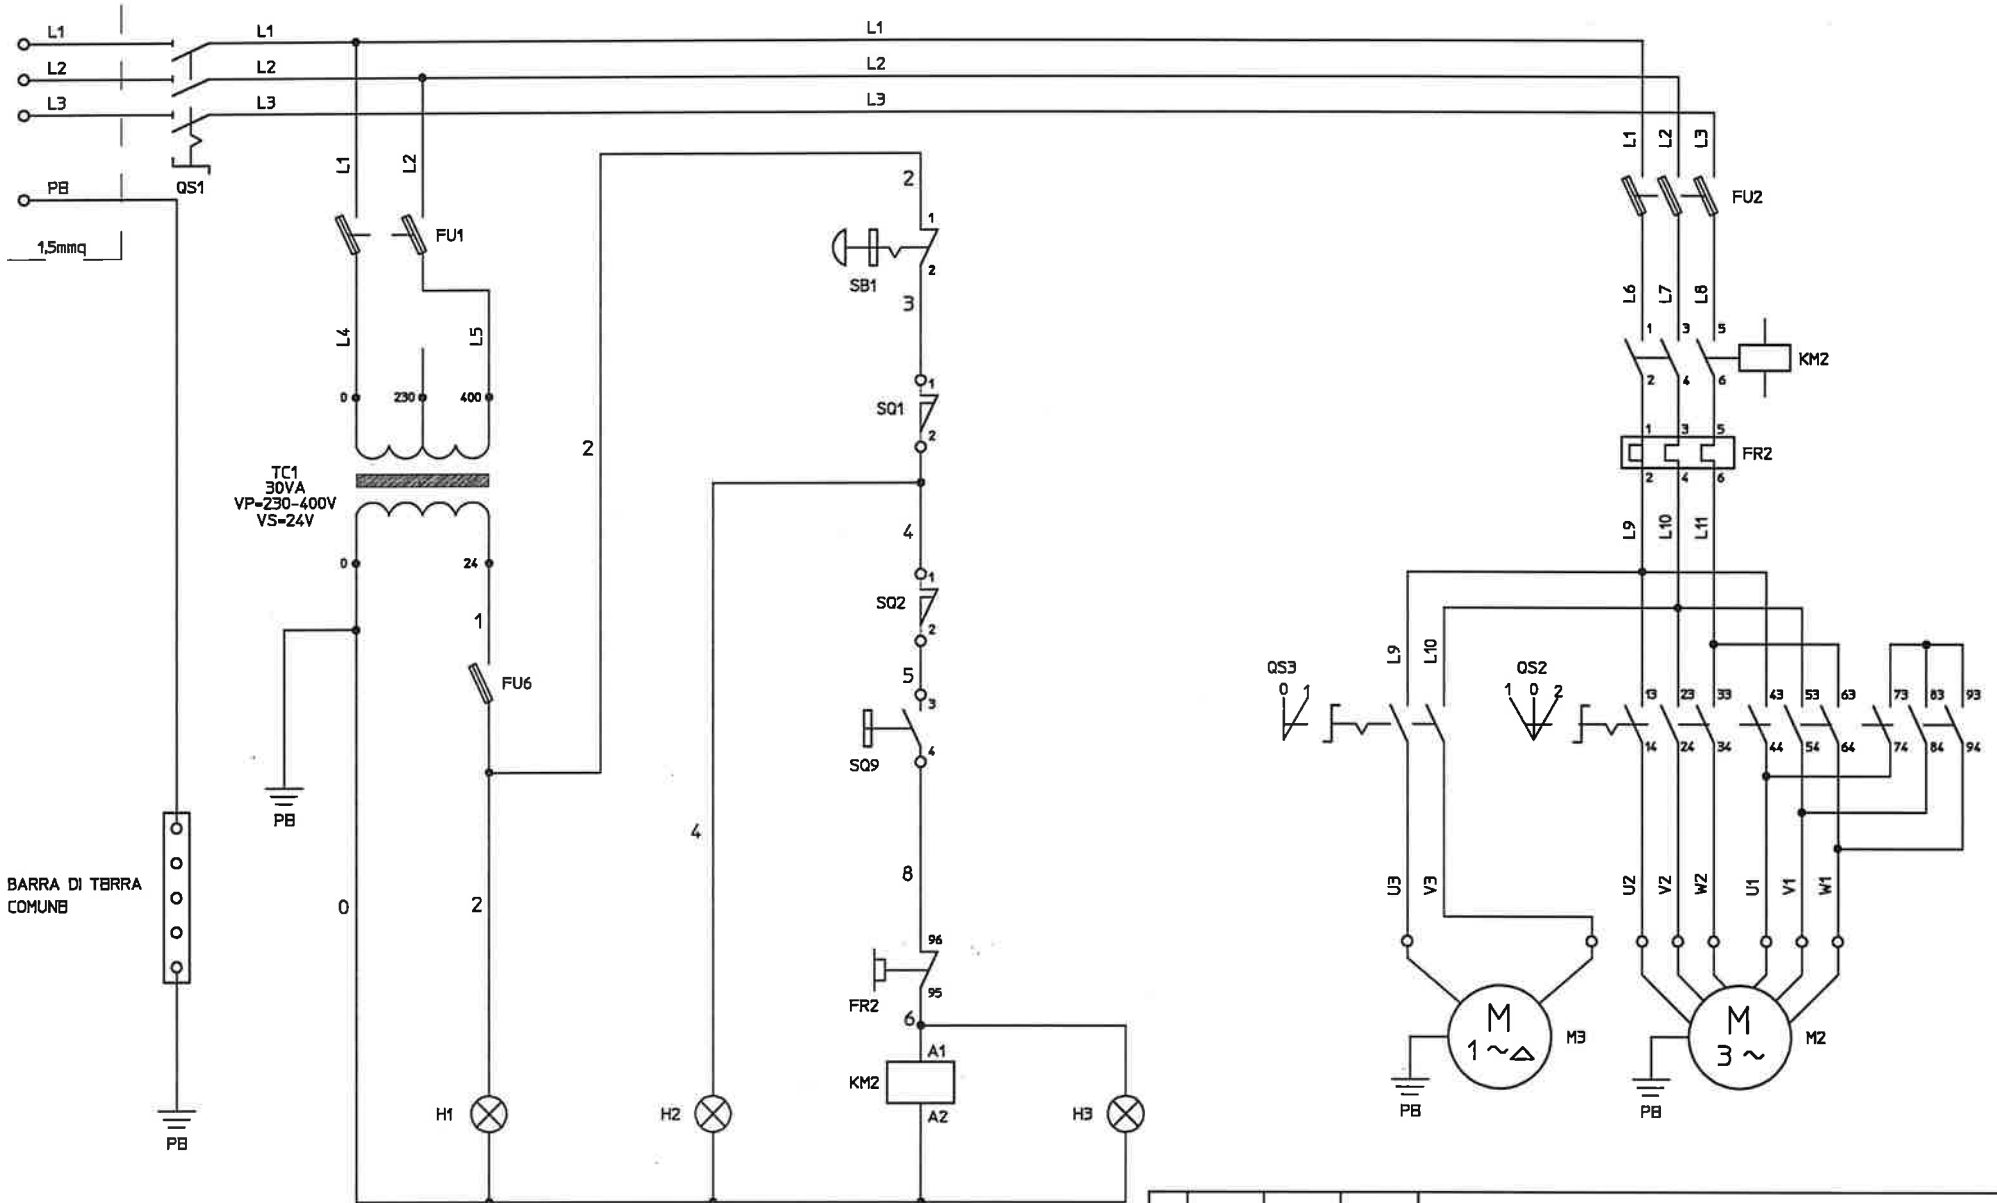 L1 L1 L1
L2 L2 L2
L3 L3 L3
QS1
PE
1,5mmq
L1 L2
FU1
L4 L5
0 230 400
TC1
30VA
VP=230-400V
VS=24V
0 24
1
FU6
PE
BARRA DI TERRA
COMUNE
PE
0 2
H1
2
2
1
SB1
2
3
1
SQ1
2
4
1
SQ2
2
5
3
SQ9
4
4
8
96
FR2
95
6
A1
KM2
A2
H2
H3
L1 L2 L3
FU2
L6 L7 L8
1 3 5
KM2
2 4 6
1 3 5
FR2
2 4 6
L9 L10 L11
L9 L10
QS3
0 1
QS2
1 0 2
13 23 33 43 53 63 73 83 93
14 24 34 44 54 64 74 84 94
U3 V3 U2 V2 W2 U1 V1 W1
M
1~△
M3
PE
M
3~
M2
PE